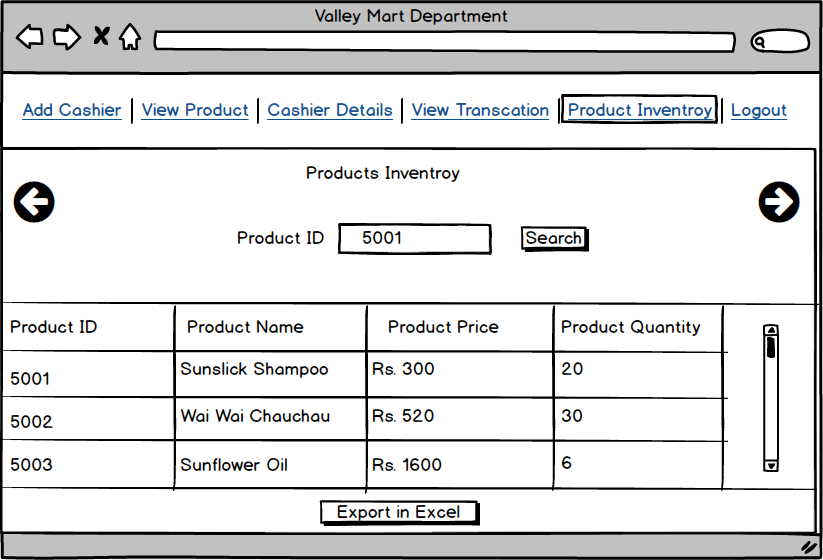 Valley Mart Department
Add Cashier | View Product | Cashier Details | View Transcation | Product Inventroy | Logout
Products Inventroy
Product ID 5001 Search
Product ID Product Name Product Price Product Quantity
5001 Sunslick Shampoo Rs. 300 20
5002 Wai Wai Chauchau Rs. 520 30
5003 Sunflower Oil Rs. 1600 6
Export in Excel